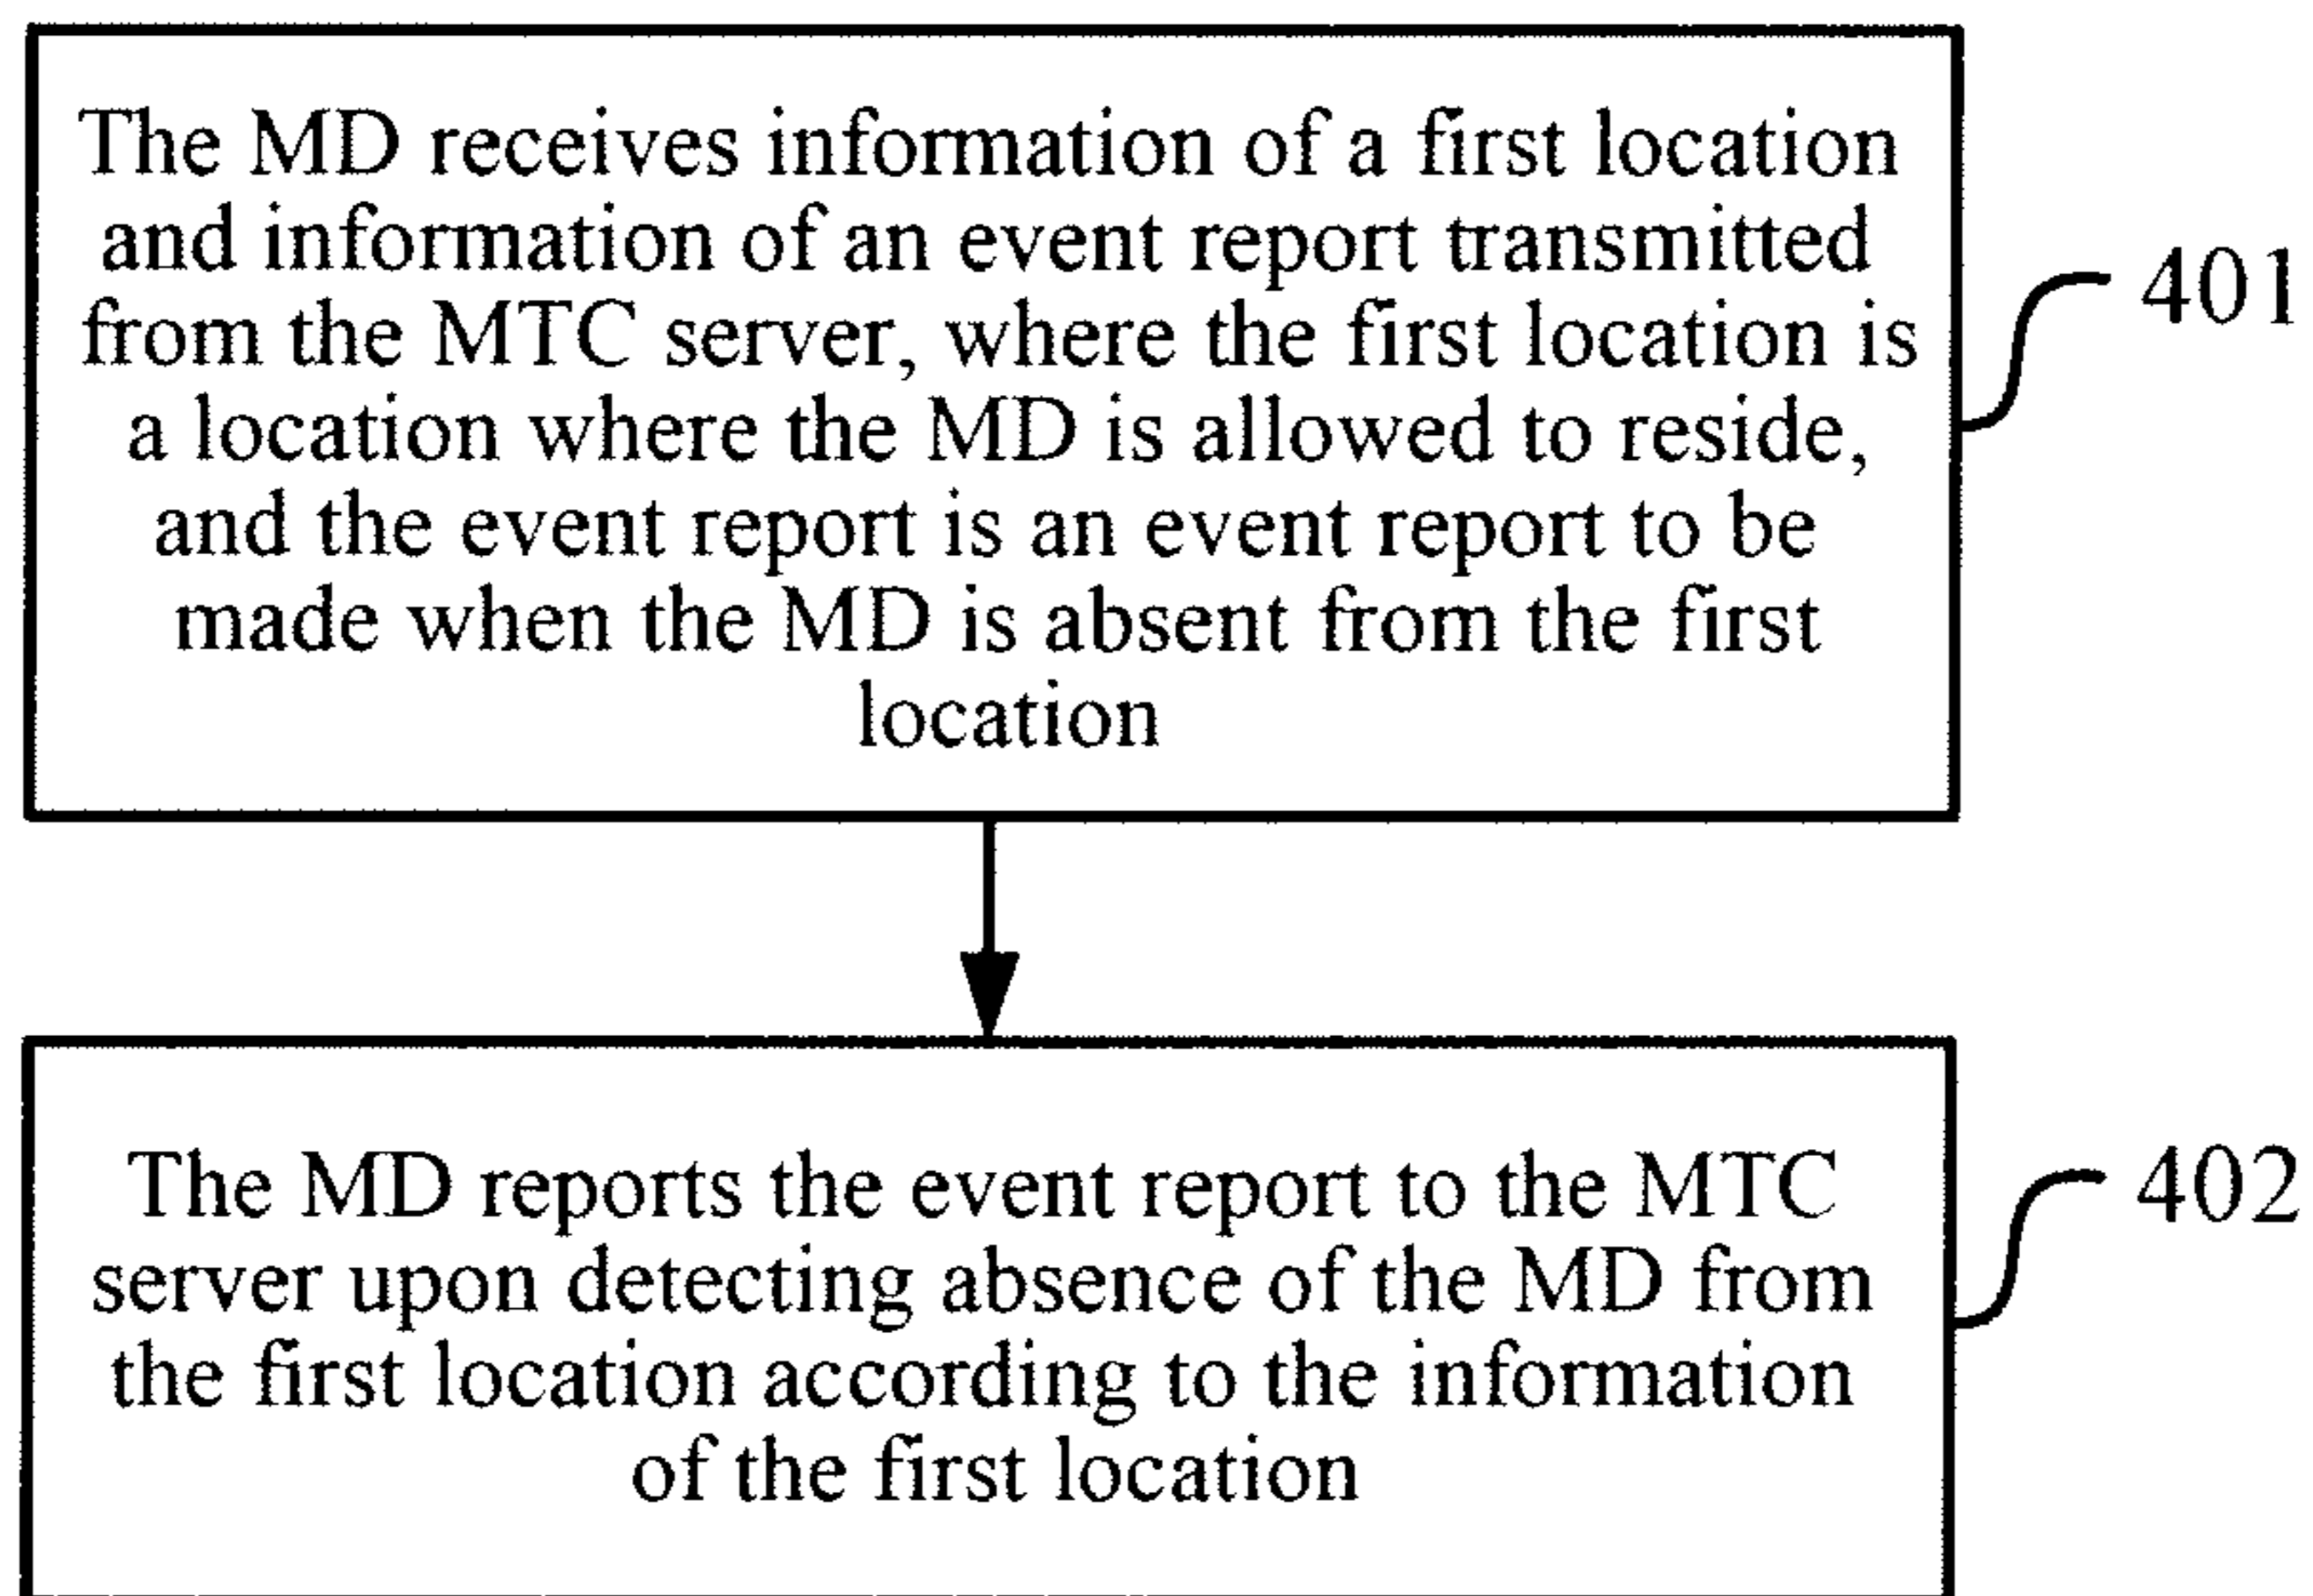 The MD receives information of a first location
and information of an event report transmitted
from the MTC server, where the first location is
a location where the MD is allowed to reside,
and the event report is an event report to be
made when the MD is absent from the first
location
401
The MD reports the event report to the MTC
server upon detecting absence of the MD from
the first location according to the information
of the first location
402